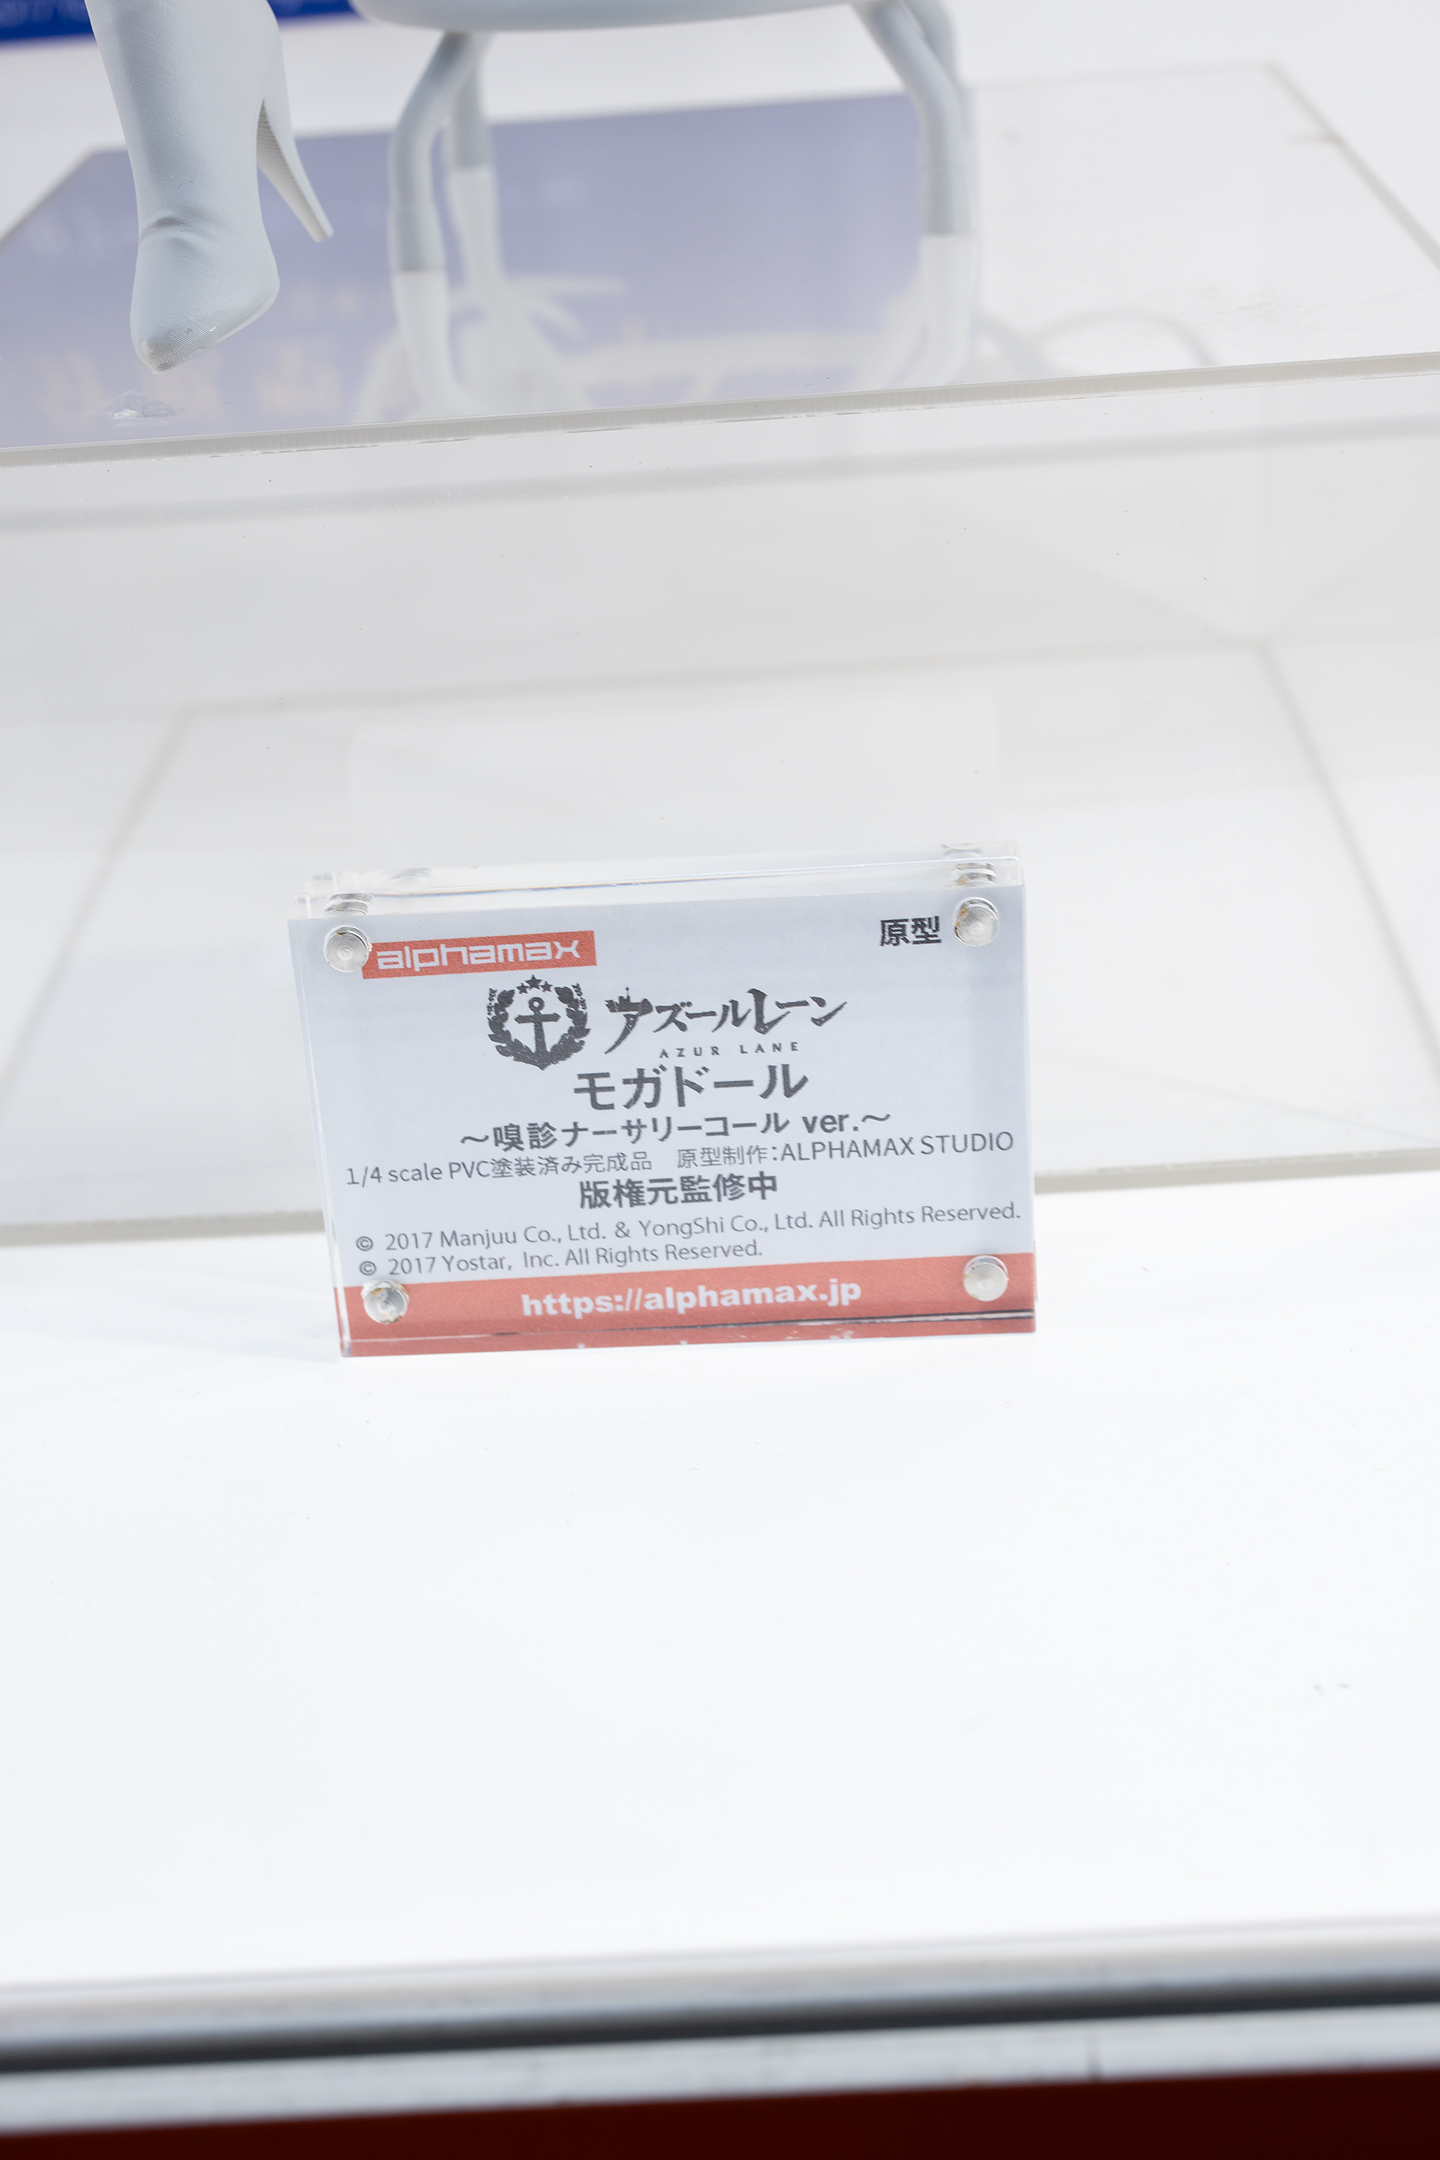 alphamax
原型
アズールレーン
AZUR LANE
モガドール
～嗅診ナーサリーコール ver.～
1/4 scale PVC塗装済み完成品　原型制作：ALPHAMAX STUDIO
版権元監修中
© 2017 Manjuu Co., Ltd. & YongShi Co., Ltd. All Rights Reserved.
© 2017 Yostar, Inc. All Rights Reserved.
https://alphamax.jp